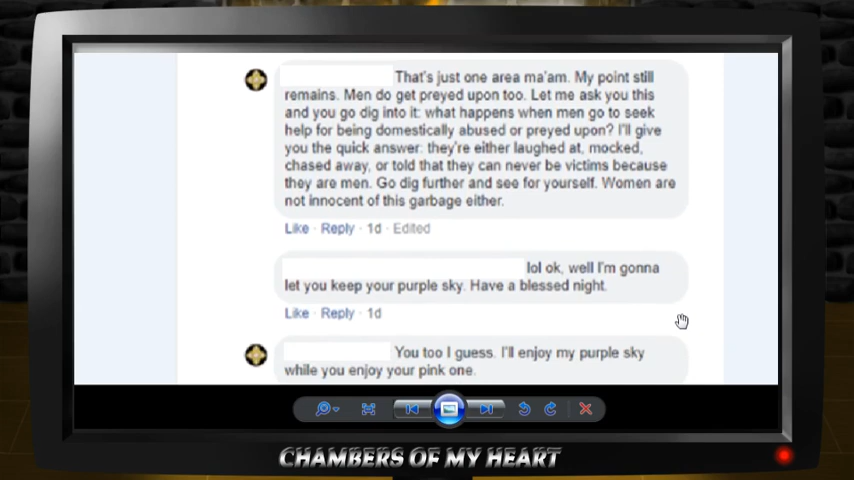 That's just one area ma'am. My point still
remains. Men do get preyed upon too. Let me ask you this
and you go dig into it: what happens when men go to seek
help for being domestically abused or preyed upon? I'll give
you the quick answer: they're either laughed at, mocked,
chased away, or told that they can never be victims because
they are men. Go dig further and see for yourself. Women are
not innocent of this garbage either.
Like · Reply · 1d · Edited
lol ok, well I'm gonna
let you keep your purple sky. Have a blessed night.
Like · Reply · 1d
You too I guess. I'll enjoy my purple sky
while you enjoy your pink one.
CHAMBERS OF MY HEART